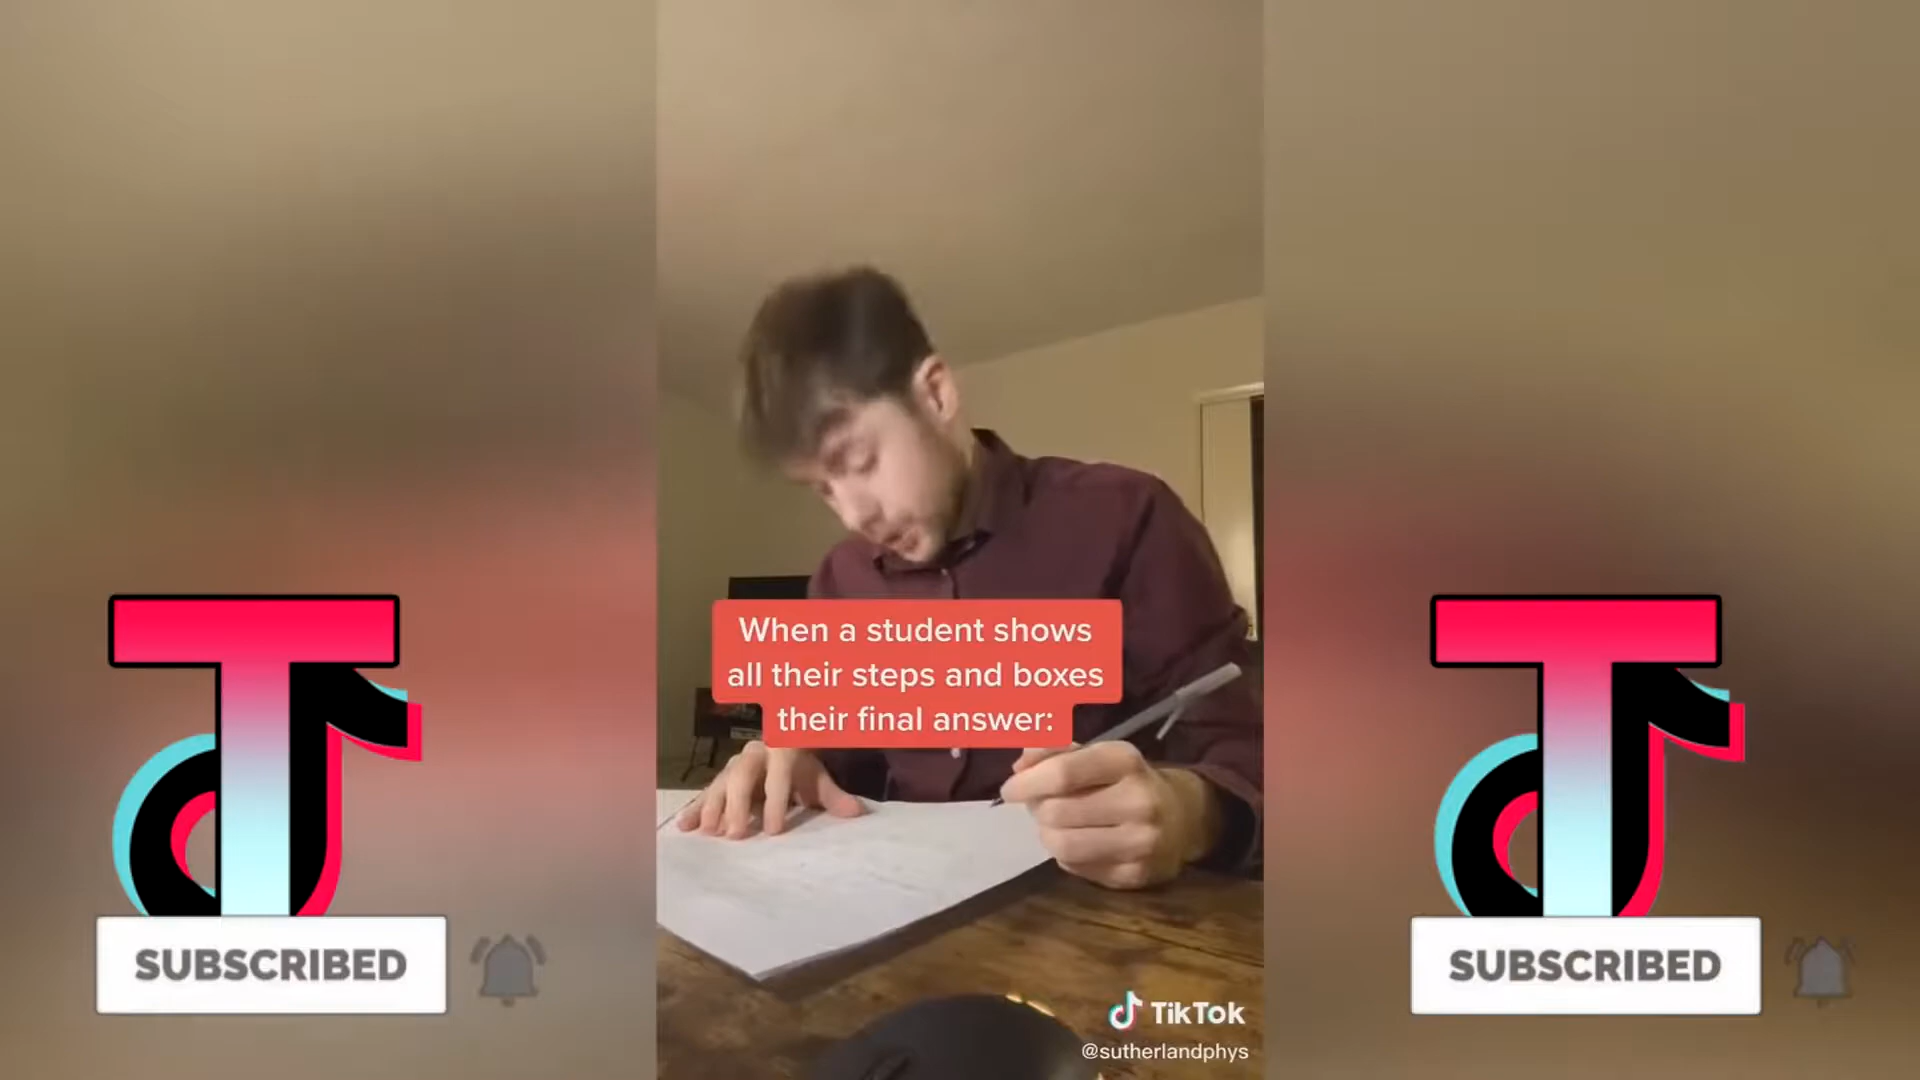 When a student shows
all their steps and boxes
their final answer:
T
SUBSCRIBED
T
SUBSCRIBED
TikTok
@sutherlandphys